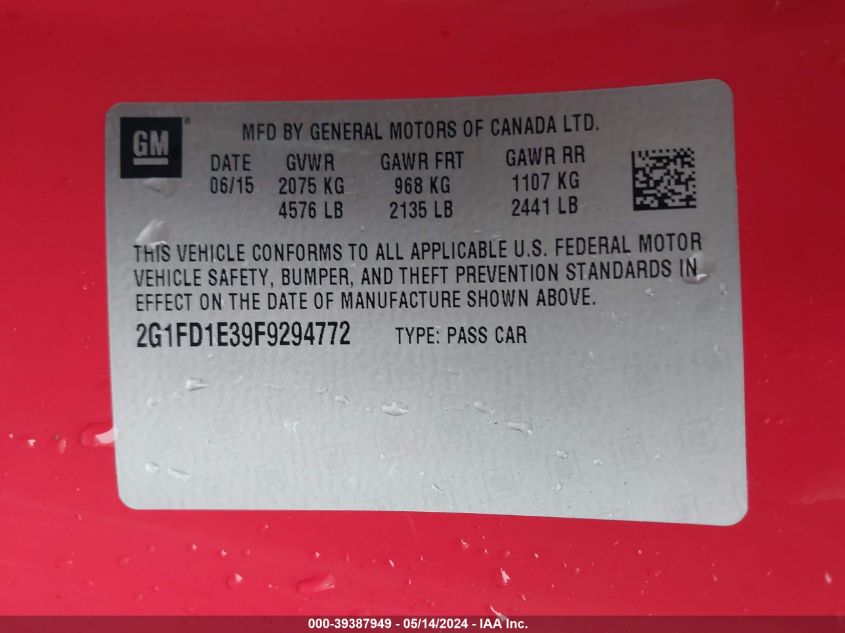 GM ®
MFD BY GENERAL MOTORS OF CANADA LTD.
DATE GVWR GAWR FRT GAWR RR
06/15 2075 KG 968 KG 1107 KG
4576 LB 2135 LB 2441 LB
THIS VEHICLE CONFORMS TO ALL APPLICABLE U.S. FEDERAL MOTOR
VEHICLE SAFETY, BUMPER, AND THEFT PREVENTION STANDARDS IN
EFFECT ON THE DATE OF MANUFACTURE SHOWN ABOVE.
2G1FD1E39F9294772 TYPE: PASS CAR
000-39387949 - 05/14/2024 - IAA Inc.